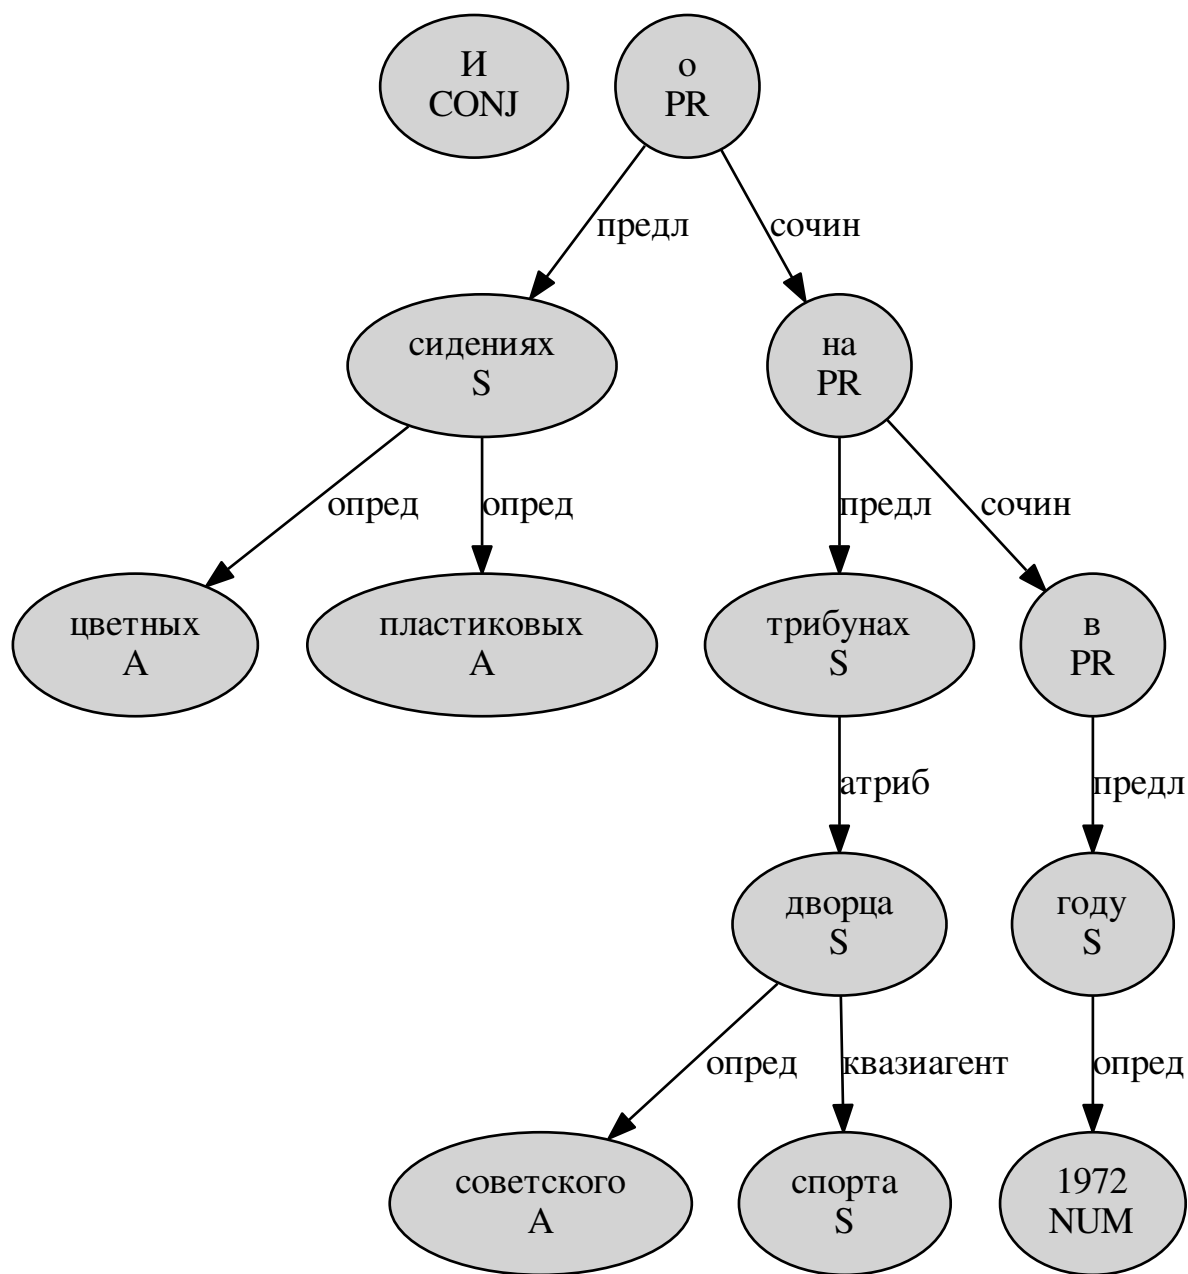 И
CONJ
о
PR
предл
сочин
сидениях
S
на
PR
опред
опред
предл
сочин
цветных
A
пластиковых
A
трибунах
S
в
PR
атриб
предл
дворца
S
году
S
опред
квазиагент
опред
советского
A
спорта
S
1972
NUM